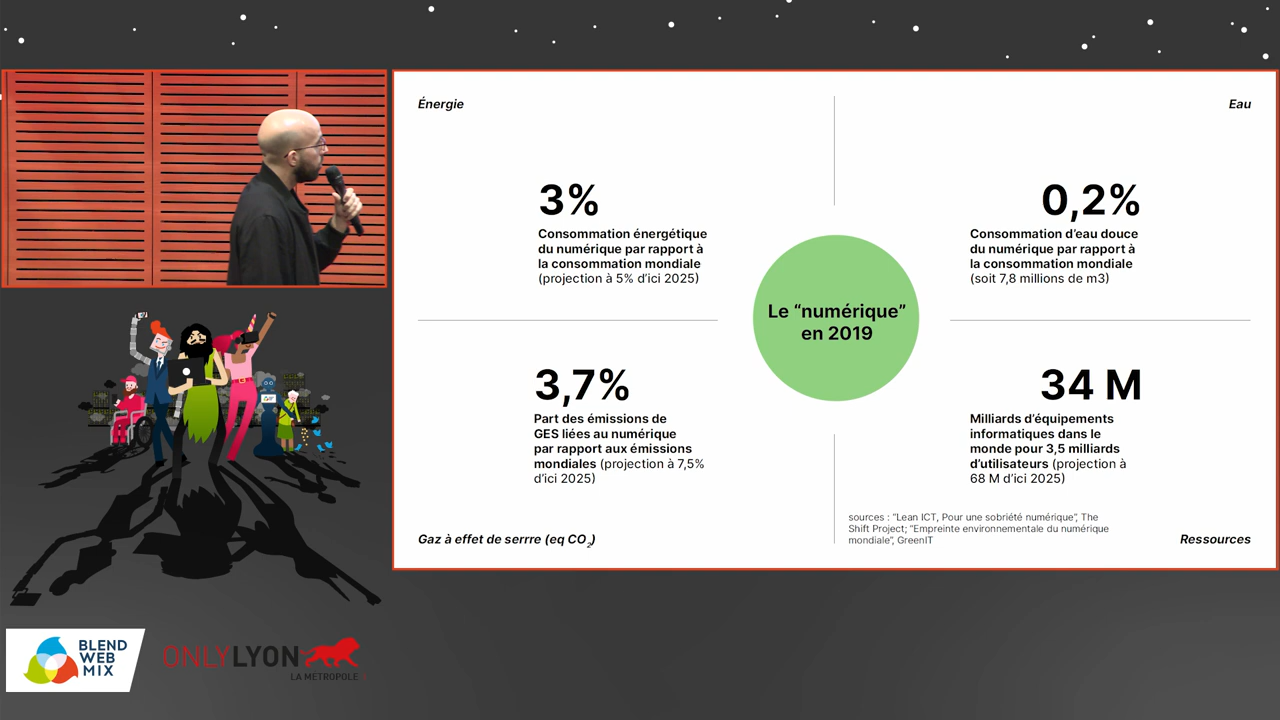 Énergie
Eau
3%
Consommation énergétique
du numérique par rapport à
la consommation mondiale
(projection à 5% d’ici 2025)
0,2%
Consommation d’eau douce
du numérique par rapport à
la consommation mondiale
(soit 7,8 millions de m3)
Le “numérique”
en 2019
3,7%
Part des émissions de
GES liées au numérique
par rapport aux émissions
mondiales (projection à 7,5%
d’ici 2025)
34 M
Milliards d’équipements
informatiques dans le
monde pour 3,5 milliards
d’utilisateurs (projection à
68 M d’ici 2025)
sources : “Lean ICT, Pour une sobriété numérique”, The
Shift Project; “Empreinte environnementale du numérique
mondiale”, GreenIT
Gaz à effet de serrre (eq CO2)
Ressources
BLEND
WEB
MIX
ONLYLYON
LA MÉTROPOLE